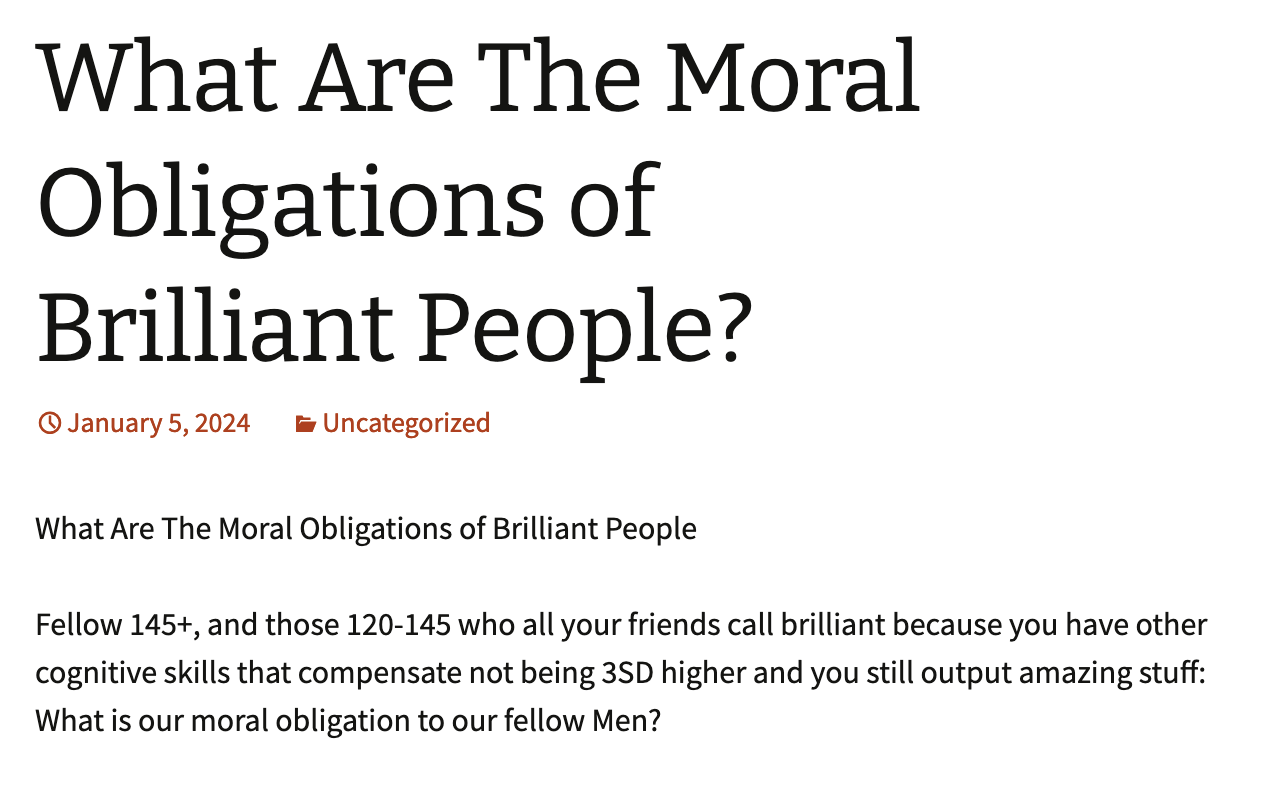 What Are The Moral
Obligations of
Brilliant People?
January 5, 2024 Uncategorized
What Are The Moral Obligations of Brilliant People
Fellow 145+, and those 120-145 who all your friends call brilliant because you have other
cognitive skills that compensate not being 3SD higher and you still output amazing stuff:
What is our moral obligation to our fellow Men?